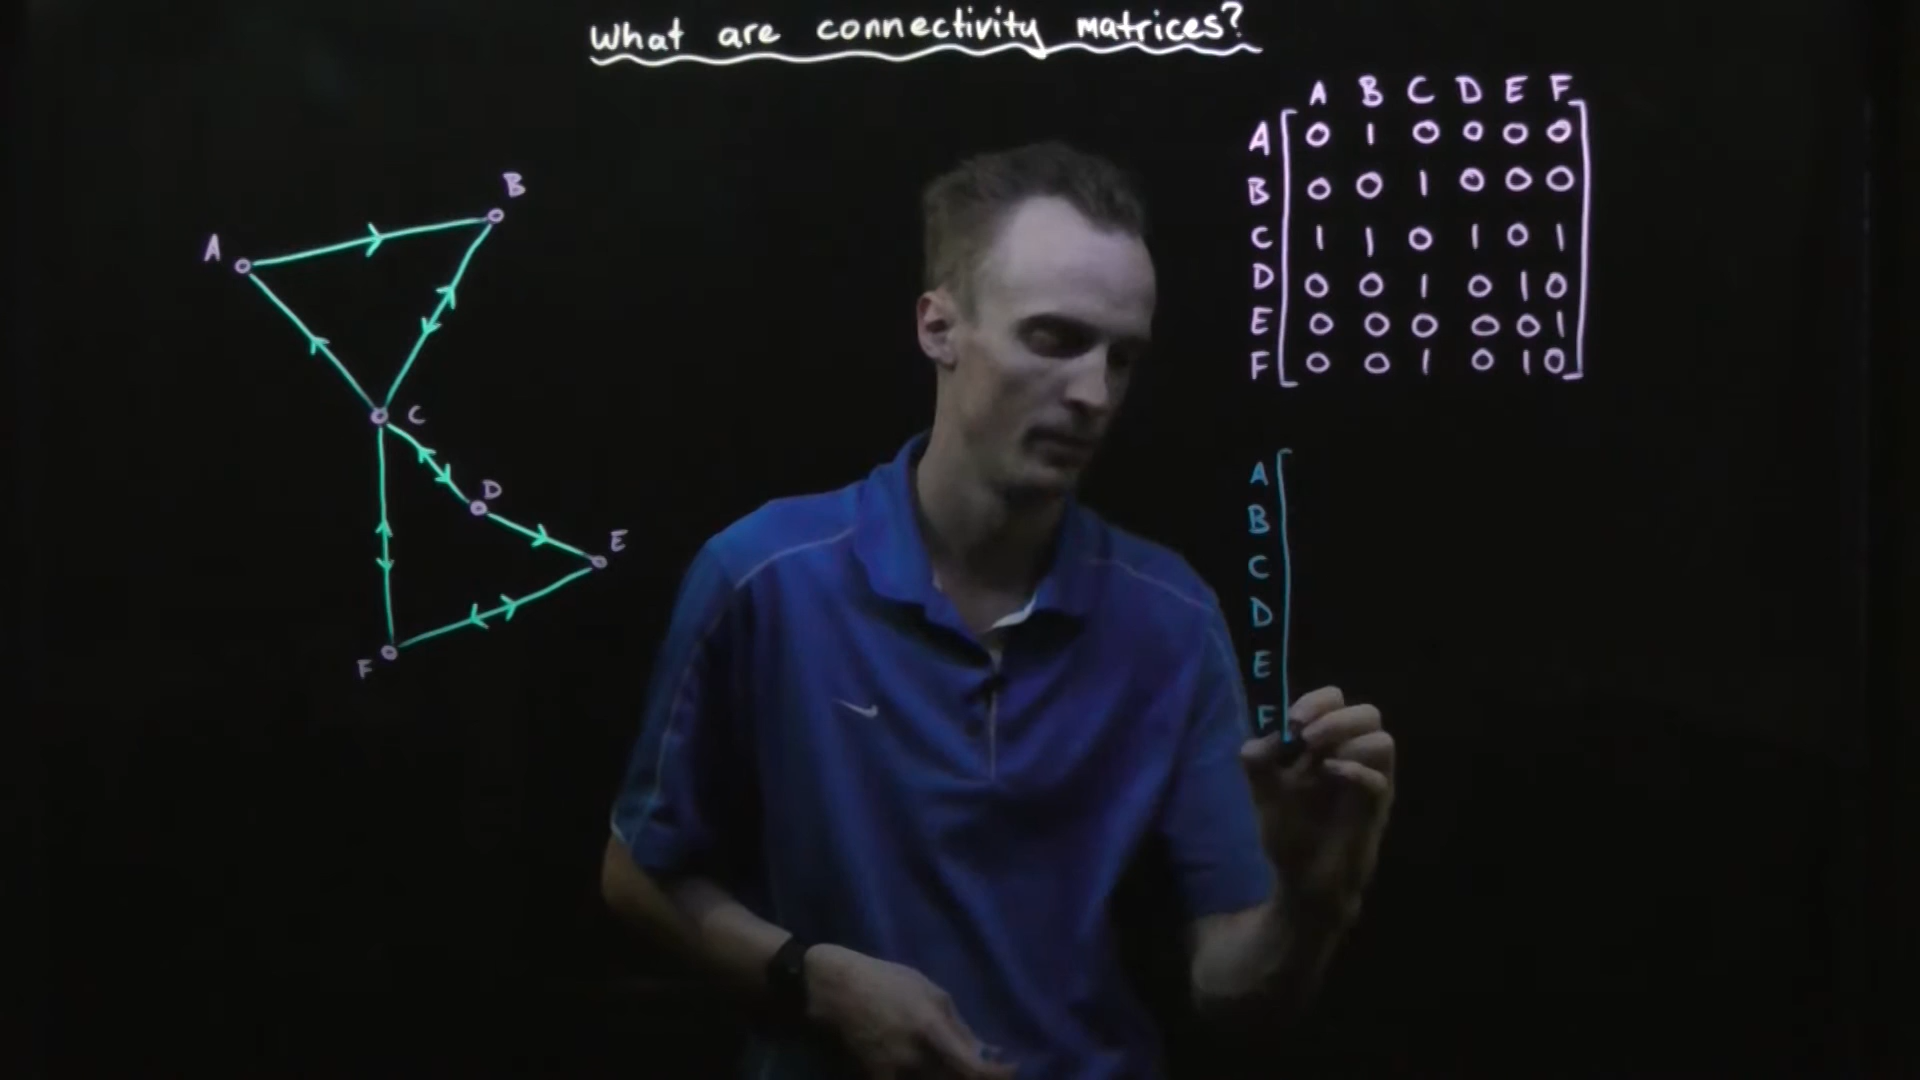 What are connectivity matrices?
A B C D E F
A 0 1 0 0 0 0
B 0 0 1 0 0 0
C 1 1 0 1 0 1
D 0 0 1 0 1 0
E 0 0 0 0 0 1
F 0 0 1 0 1 0
B
A
C
D
E
F
A
B
C
D
E
F